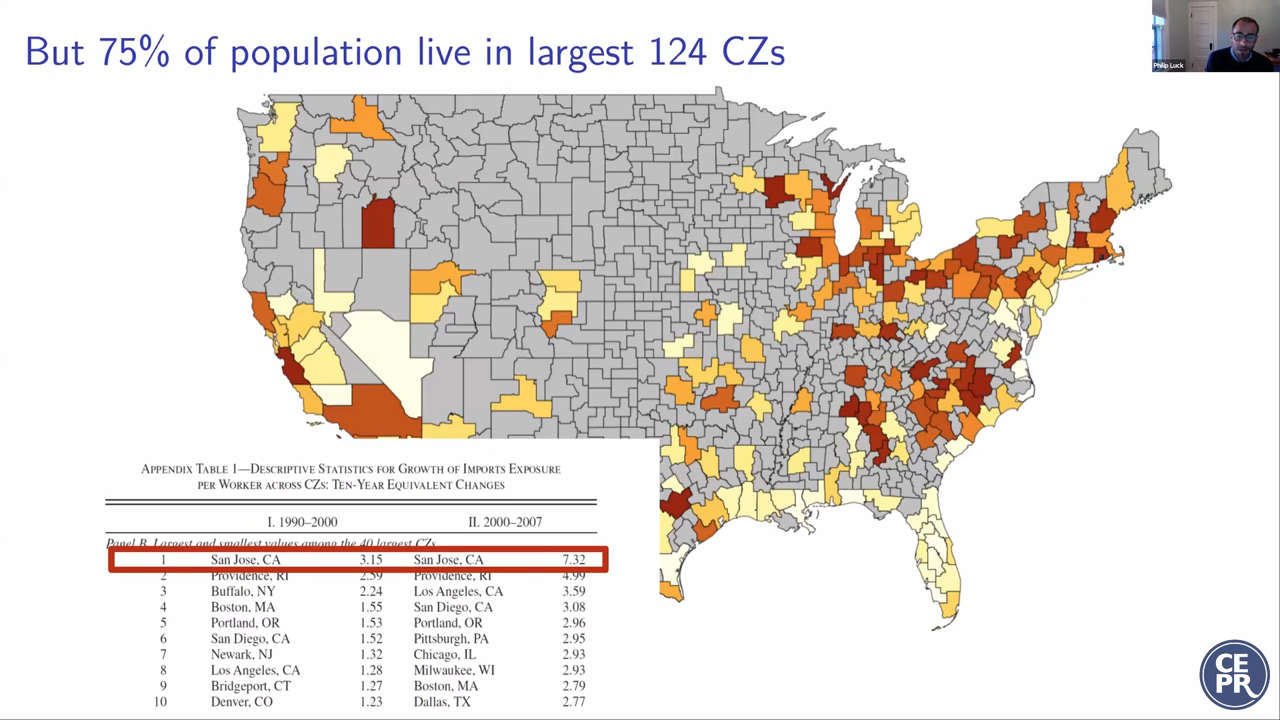 But 75% of population live in largest 124 CZs
Philip Luck
APPENDIX TABLE 1—DESCRIPTIVE STATISTICS FOR GROWTH OF IMPORTS EXPOSURE
PER WORKER ACROSS CZS: TEN-YEAR EQUIVALENT CHANGES
I. 1990–2000 II. 2000–2007
Panel B. Largest and smallest values among the 40 largest CZs
1 San Jose, CA 3.15 San Jose, CA 7.32
2 Providence, RI 2.59 Providence, RI 4.99
3 Buffalo, NY 2.24 Los Angeles, CA 3.59
4 Boston, MA 1.55 San Diego, CA 3.08
5 Portland, OR 1.53 Portland, OR 2.96
6 San Diego, CA 1.52 Pittsburgh, PA 2.95
7 Newark, NJ 1.32 Chicago, IL 2.93
8 Los Angeles, CA 1.28 Milwaukee, WI 2.93
9 Bridgeport, CT 1.27 Boston, MA 2.79
10 Denver, CO 1.23 Dallas, TX 2.77
CE
PR